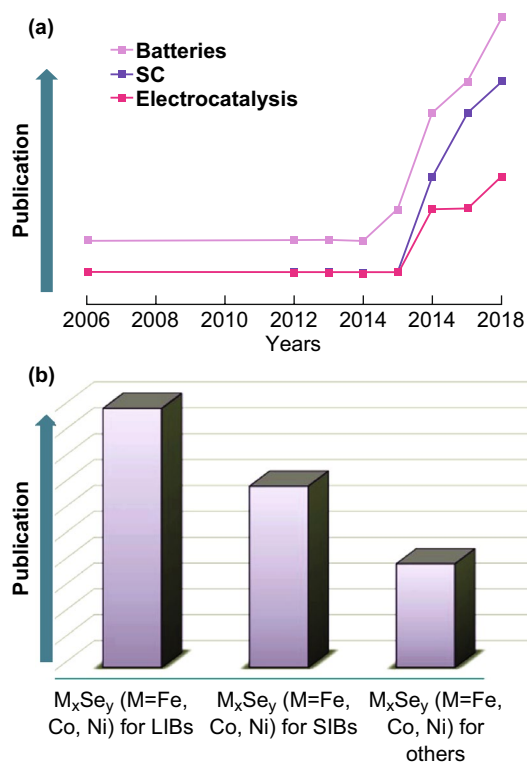 (a)
Batteries
SC
Electrocatalysis
Publication
2006 2008 2010 2012 2014 2014 2018
Years
(b)
Publication
MxSey (M=Fe, Co, Ni) for LIBs
MxSey (M=Fe, Co, Ni) for SIBs
MxSey (M=Fe, Co, Ni) for others